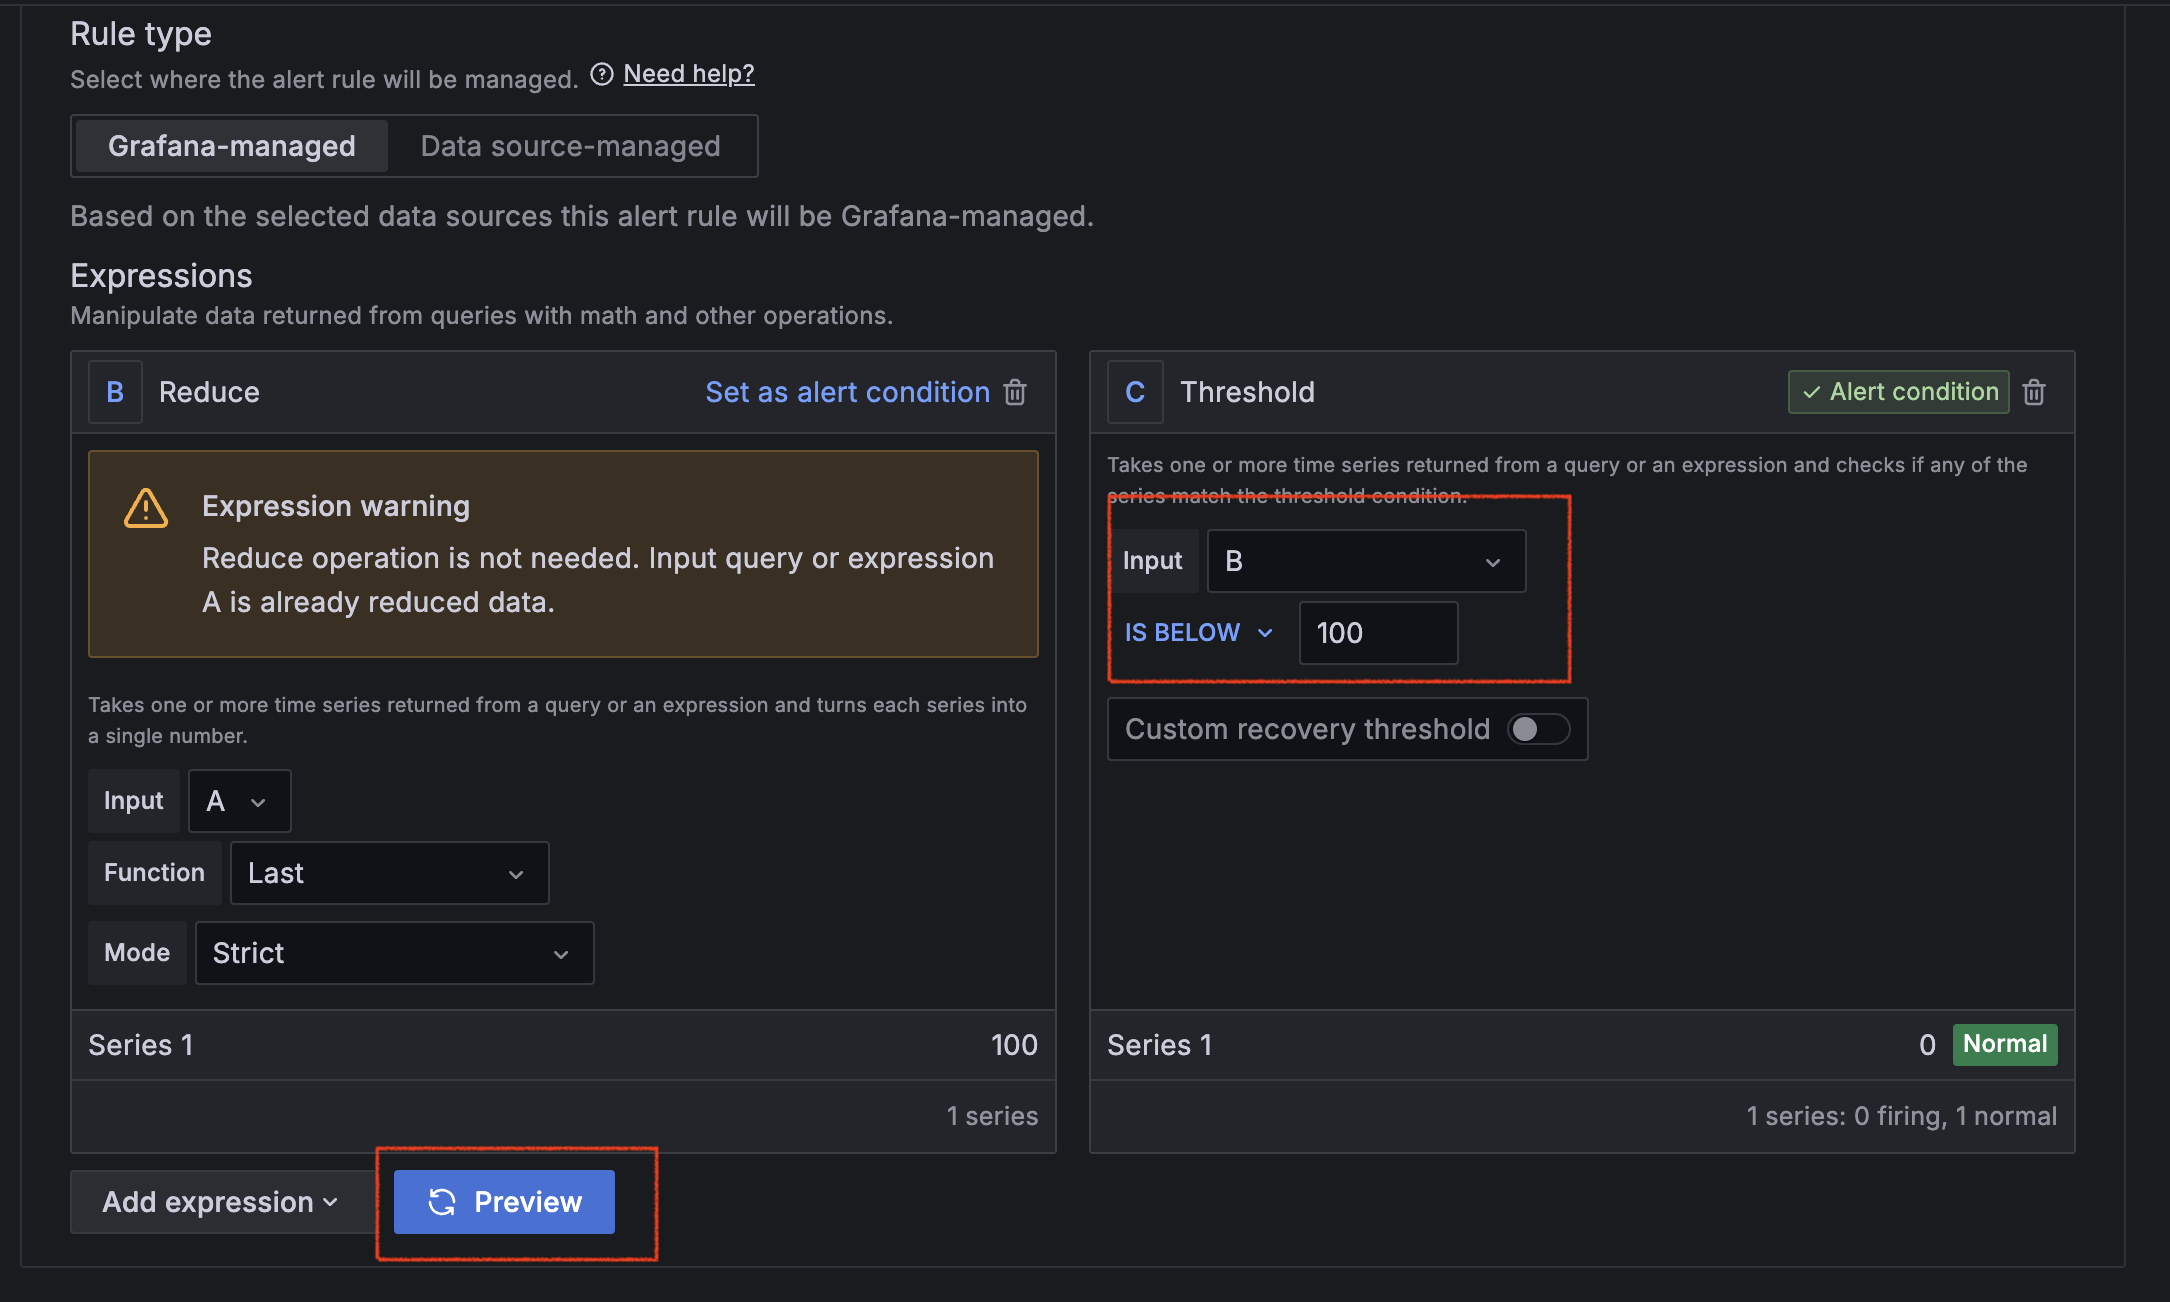 Rule type
Select where the alert rule will be managed. Need help?
Grafana-managed Data source-managed
Based on the selected data sources this alert rule will be Grafana-managed.
Expressions
Manipulate data returned from queries with math and other operations.
B Reduce Set as alert condition
Expression warning
Reduce operation is not needed. Input query or expression
A is already reduced data.
Takes one or more time series returned from a query or an expression and turns each series into
a single number.
Input A
Function Last
Mode Strict
Series 1 100
1 series
C Threshold Alert condition
Takes one or more time series returned from a query or an expression and checks if any of the
series match the threshold condition.
Input B
IS BELOW 100
Custom recovery threshold
Series 1 0 Normal
1 series: 0 firing, 1 normal
Add expression Preview